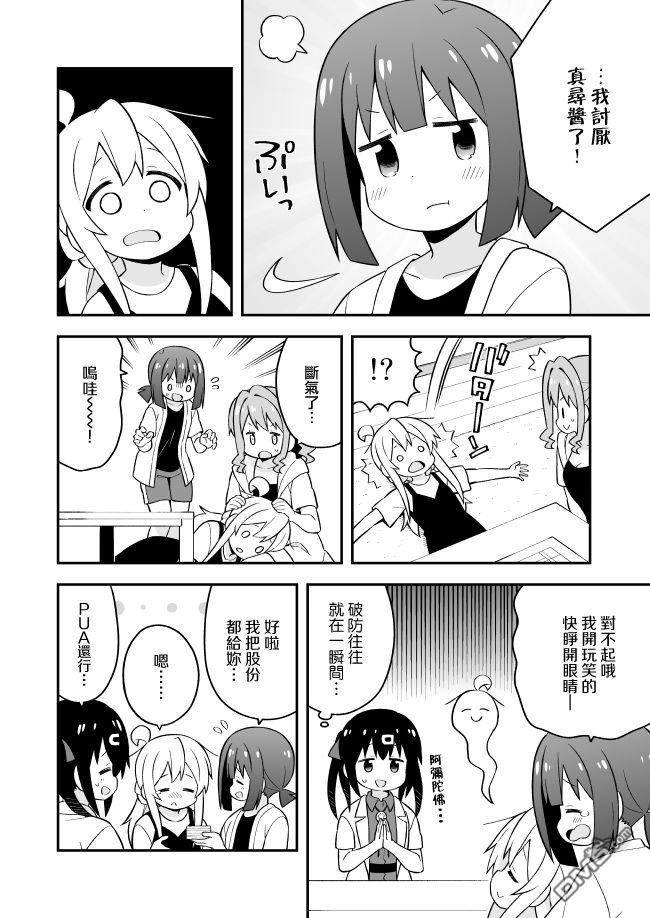 …我討厭
真尋醬了！
ぷいっ
バターン
!?
斷氣了…
嗚哇～～！
對不起哦
我開玩笑的
快睜開眼睛—
破防往往
就在一瞬間…
阿彌陀佛…
好啦
我把股份
都給妳…
嗯……
PUA還行…